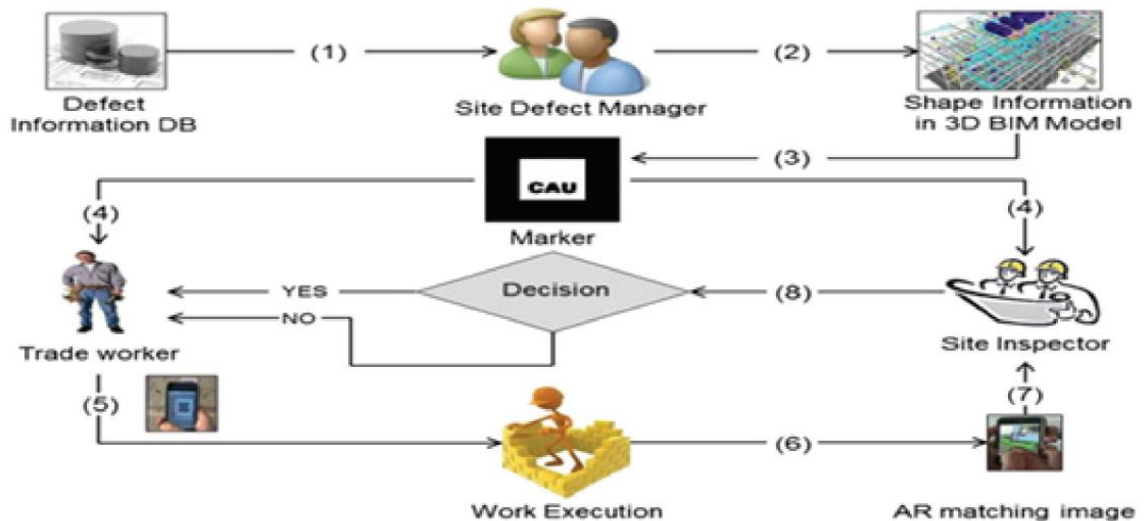 (1)
(2)
Defect
Information DB
Site Defect Manager
Shape Information
in 3D BIM Model
(3)
CAU
(4)
(4)
Marker
Decision
YES
NO
(8)
Trade worker
Site Inspector
(5)
(7)
(6)
Work Execution
AR matching image